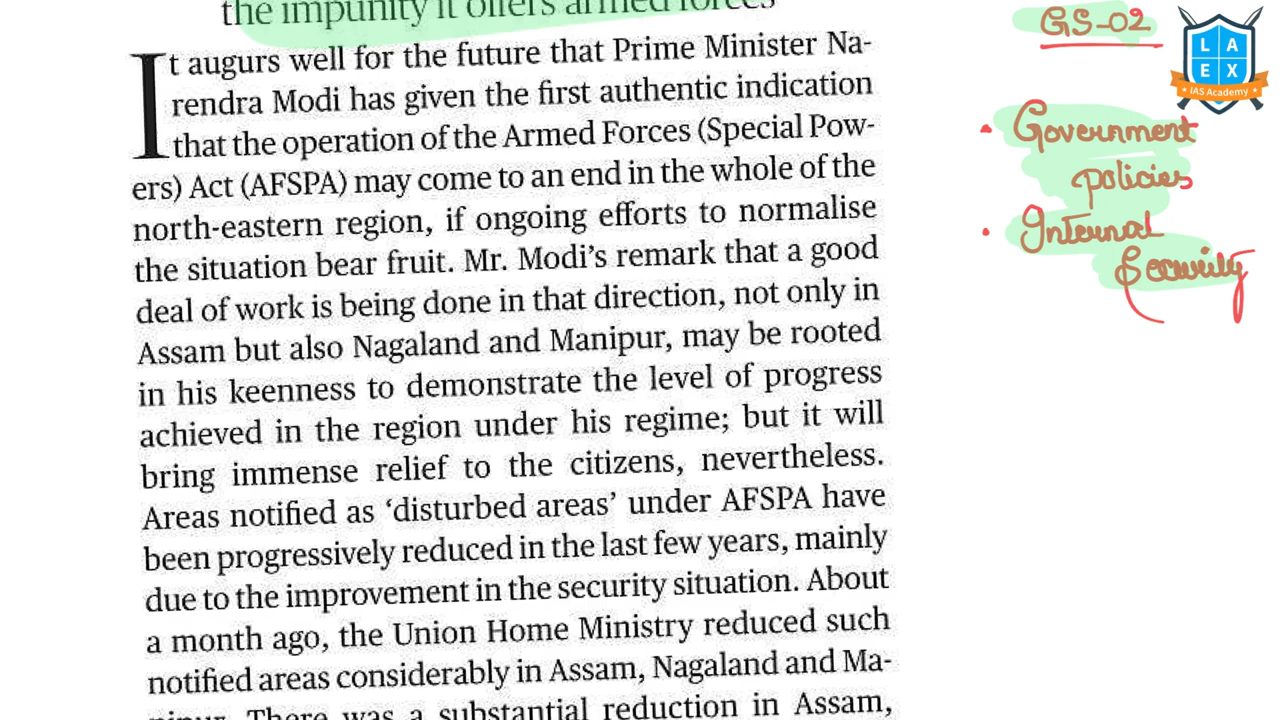 the impunity it offers armed forces
It augurs well for the future that Prime Minister Na-
rendra Modi has given the first authentic indication
that the operation of the Armed Forces (Special Pow-
ers) Act (AFSPA) may come to an end in the whole of the
north-eastern region, if ongoing efforts to normalise
the situation bear fruit. Mr. Modi’s remark that a good
deal of work is being done in that direction, not only in
Assam but also Nagaland and Manipur, may be rooted
in his keenness to demonstrate the level of progress
achieved in the region under his regime; but it will
bring immense relief to the citizens, nevertheless.
Areas notified as ‘disturbed areas’ under AFSPA have
been progressively reduced in the last few years, mainly
due to the improvement in the security situation. About
a month ago, the Union Home Ministry reduced such
notified areas considerably in Assam, Nagaland and Ma-
nipur. There was a substantial reduction in Assam,
GS-02
• Government
policies
• Internal
Security
LA
EX
IAS Academy